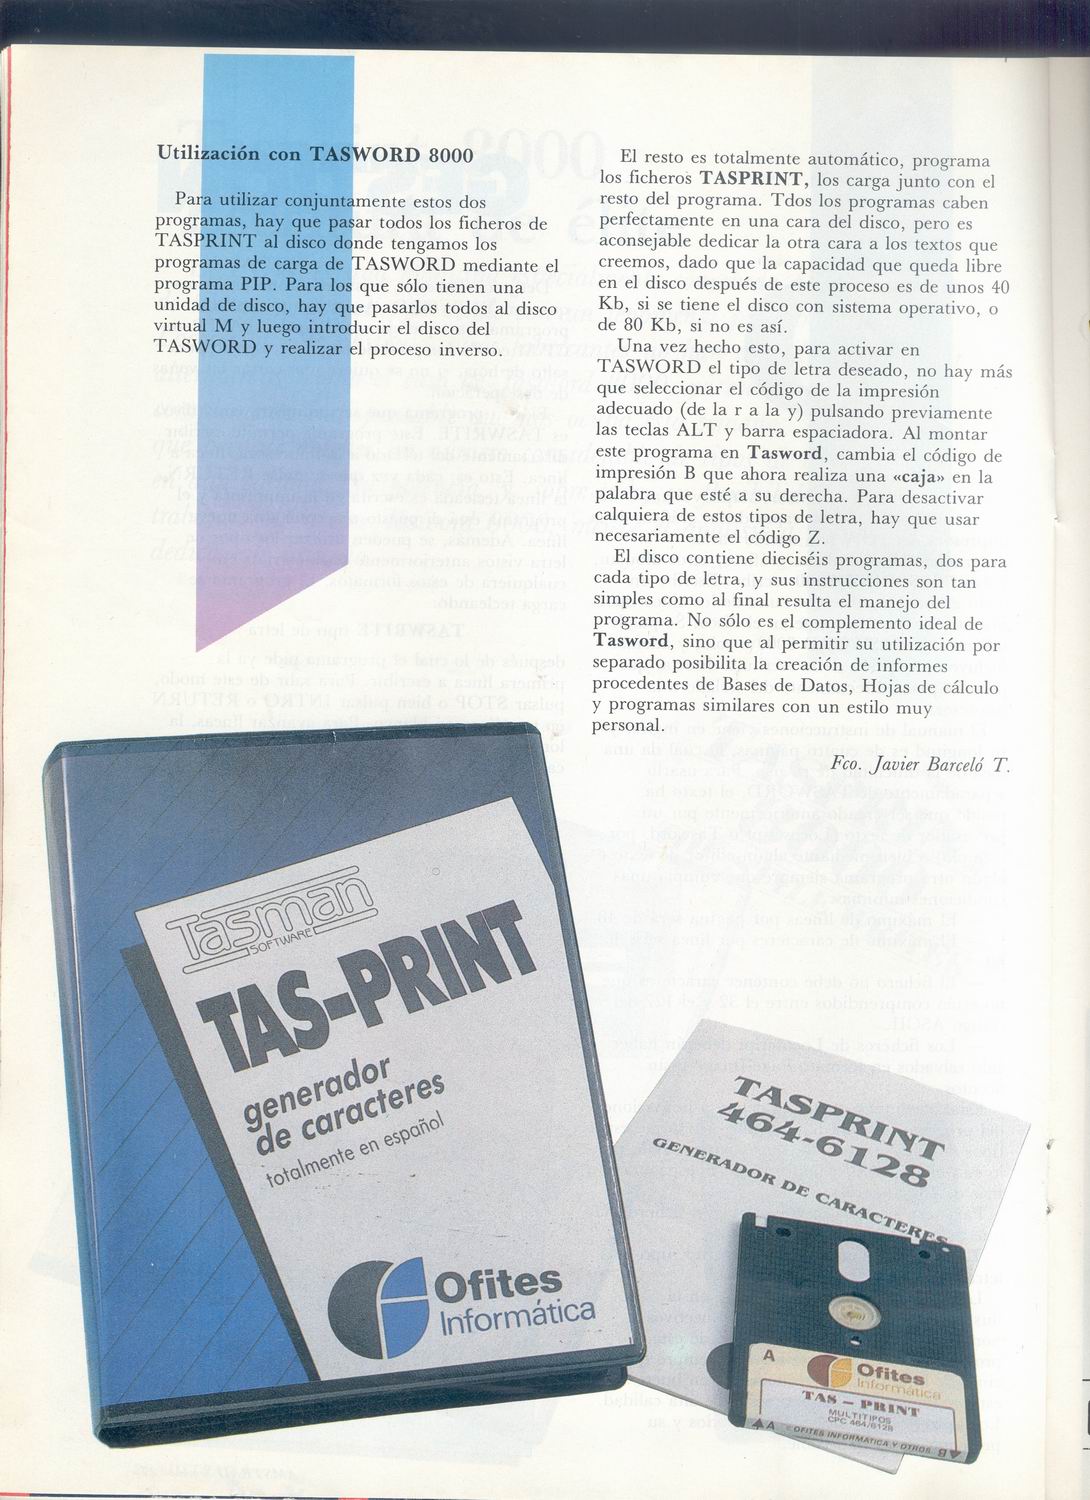 Utilización con TASWORD 8000
Para utilizar conjuntamente estos dos
programas, hay que pasar todos los ficheros de
TASPRINT al disco donde tengamos los
programas de carga de TASWORD mediante el
programa PIP. Para los que sólo tienen una
unidad de disco, hay que pasarlos todos al disco
virtual M y luego introducir el disco del
TASWORD y realizar el proceso inverso.
El resto es totalmente automático, programa
los ficheros TASPRINT, los carga junto con el
resto del programa. Tdos los programas caben
perfectamente en una cara del disco, pero es
aconsejable dedicar la otra cara a los textos que
creemos, dado que la capacidad que queda libre
en el disco después de este proceso es de unos 40
Kb, si se tiene el disco con sistema operativo, o
de 80 Kb, si no es así.
Una vez hecho esto, para activar en
TASWORD el tipo de letra deseado, no hay más
que seleccionar el código de la impresión
adecuado (de la r a la y) pulsando previamente
las teclas ALT y barra espaciadora. Al montar
este programa en Tasword, cambia el código de
impresión B que ahora realiza una «caja» en la
palabra que esté a su derecha. Para desactivar
calquiera de estos tipos de letra, hay que usar
necesariamente el código Z.
El disco contiene dieciséis programas, dos para
cada tipo de letra, y sus instrucciones son tan
simples como al final resulta el manejo del
programa. No sólo es el complemento ideal de
Tasword, sino que al permitir su utilización por
separado posibilita la creación de informes
procedentes de Bases de Datos, Hojas de cálculo
y programas similares con un estilo muy
personal.
Fco. Javier Barceló T.
Tasman
SOFTWARE
TAS-PRINT
generador
de caracteres
totalmente en español
Ofites
Informática
TASPRINT
464-6128
GENERADOR DE CARACTERES
A
Ofites
Informática
TAS - PRINT
MULTITIPOS
CPC 464/6128
A © OFITES INFORMATICA Y OTROS. B